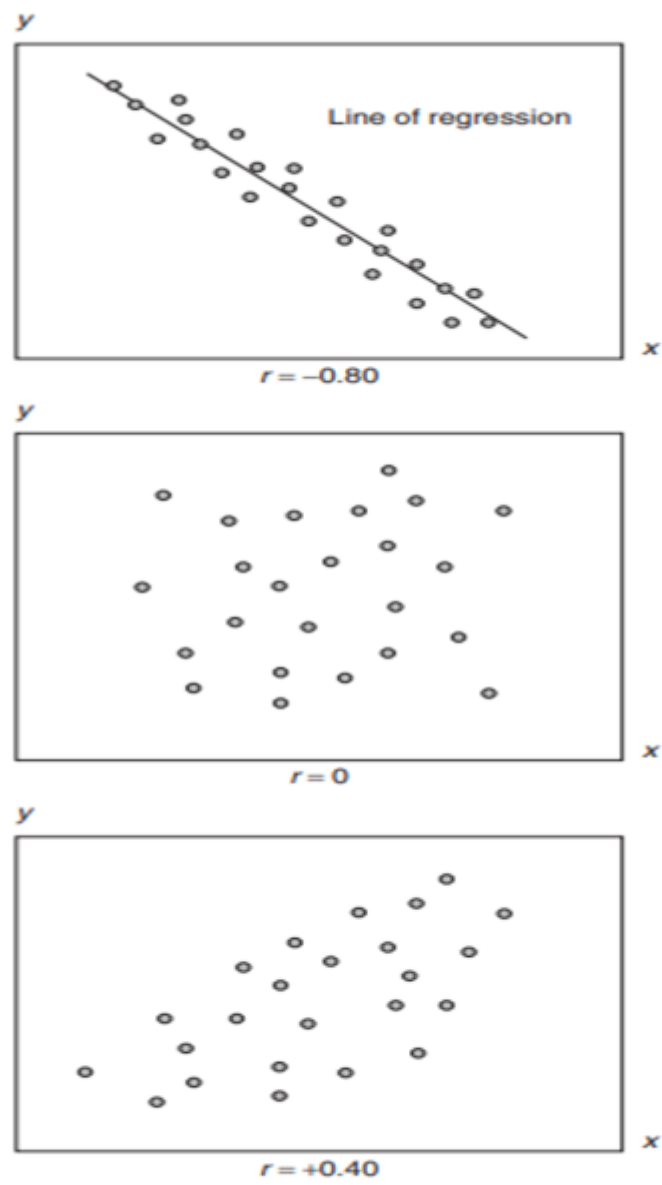 y
Line of regression
x
r = –0.80
y
x
r = 0
y
x
r = +0.40